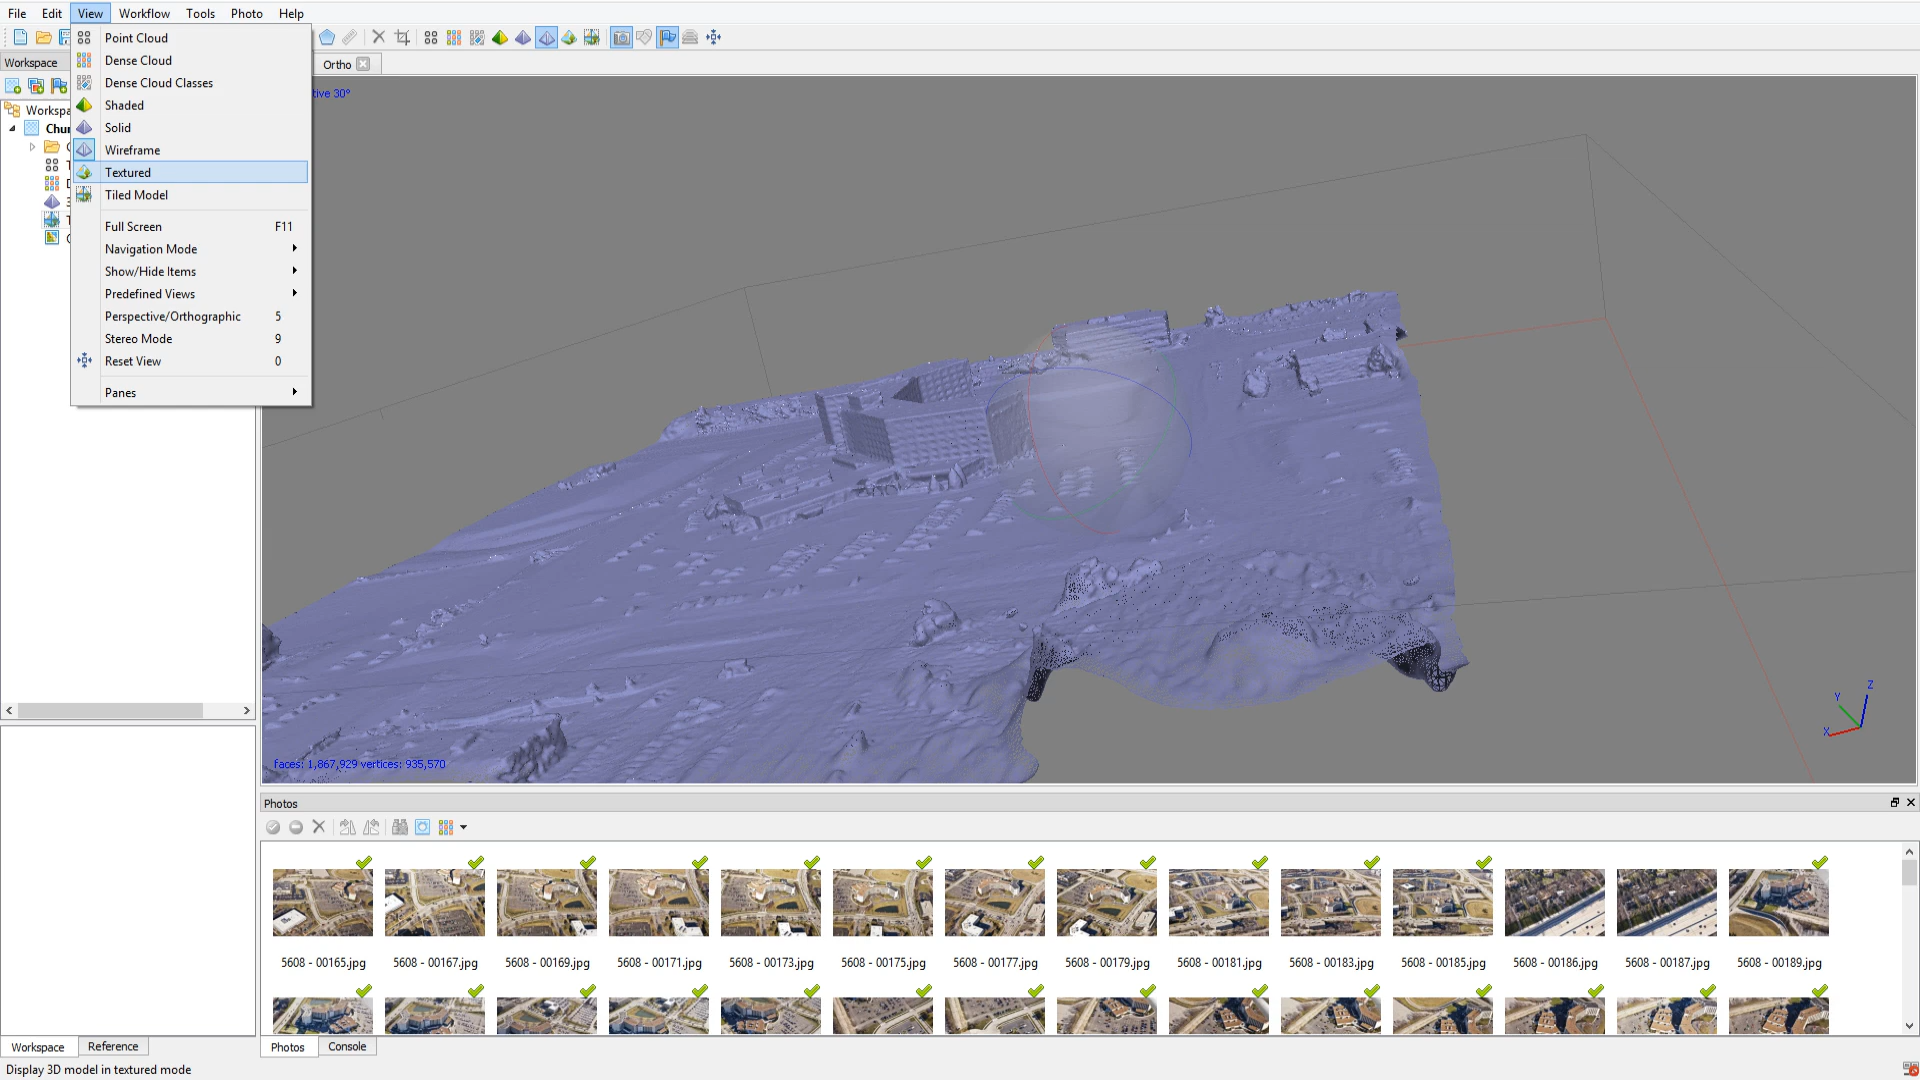 File Edit View Workflow Tools Photo Help
Point Cloud
Dense Cloud
Dense Cloud Classes
Shaded
Solid
Wireframe
Textured
Tiled Model
Full Screen F11
Navigation Mode
Show/Hide Items
Predefined Views
Perspective/Orthographic 5
Stereo Mode 9
Reset View 0
Panes
Workspace
Ortho
30°
faces: 1,867,929 vertices: 935,570
X Y Z
Photos
5608 - 00165.jpg 5608 - 00167.jpg 5608 - 00169.jpg 5608 - 00171.jpg 5608 - 00173.jpg 5608 - 00175.jpg 5608 - 00177.jpg 5608 - 00179.jpg 5608 - 00181.jpg 5608 - 00183.jpg 5608 - 00185.jpg 5608 - 00186.jpg 5608 - 00187.jpg 5608 - 00189.jpg
Workspace Reference
Photos Console
Display 3D model in textured mode